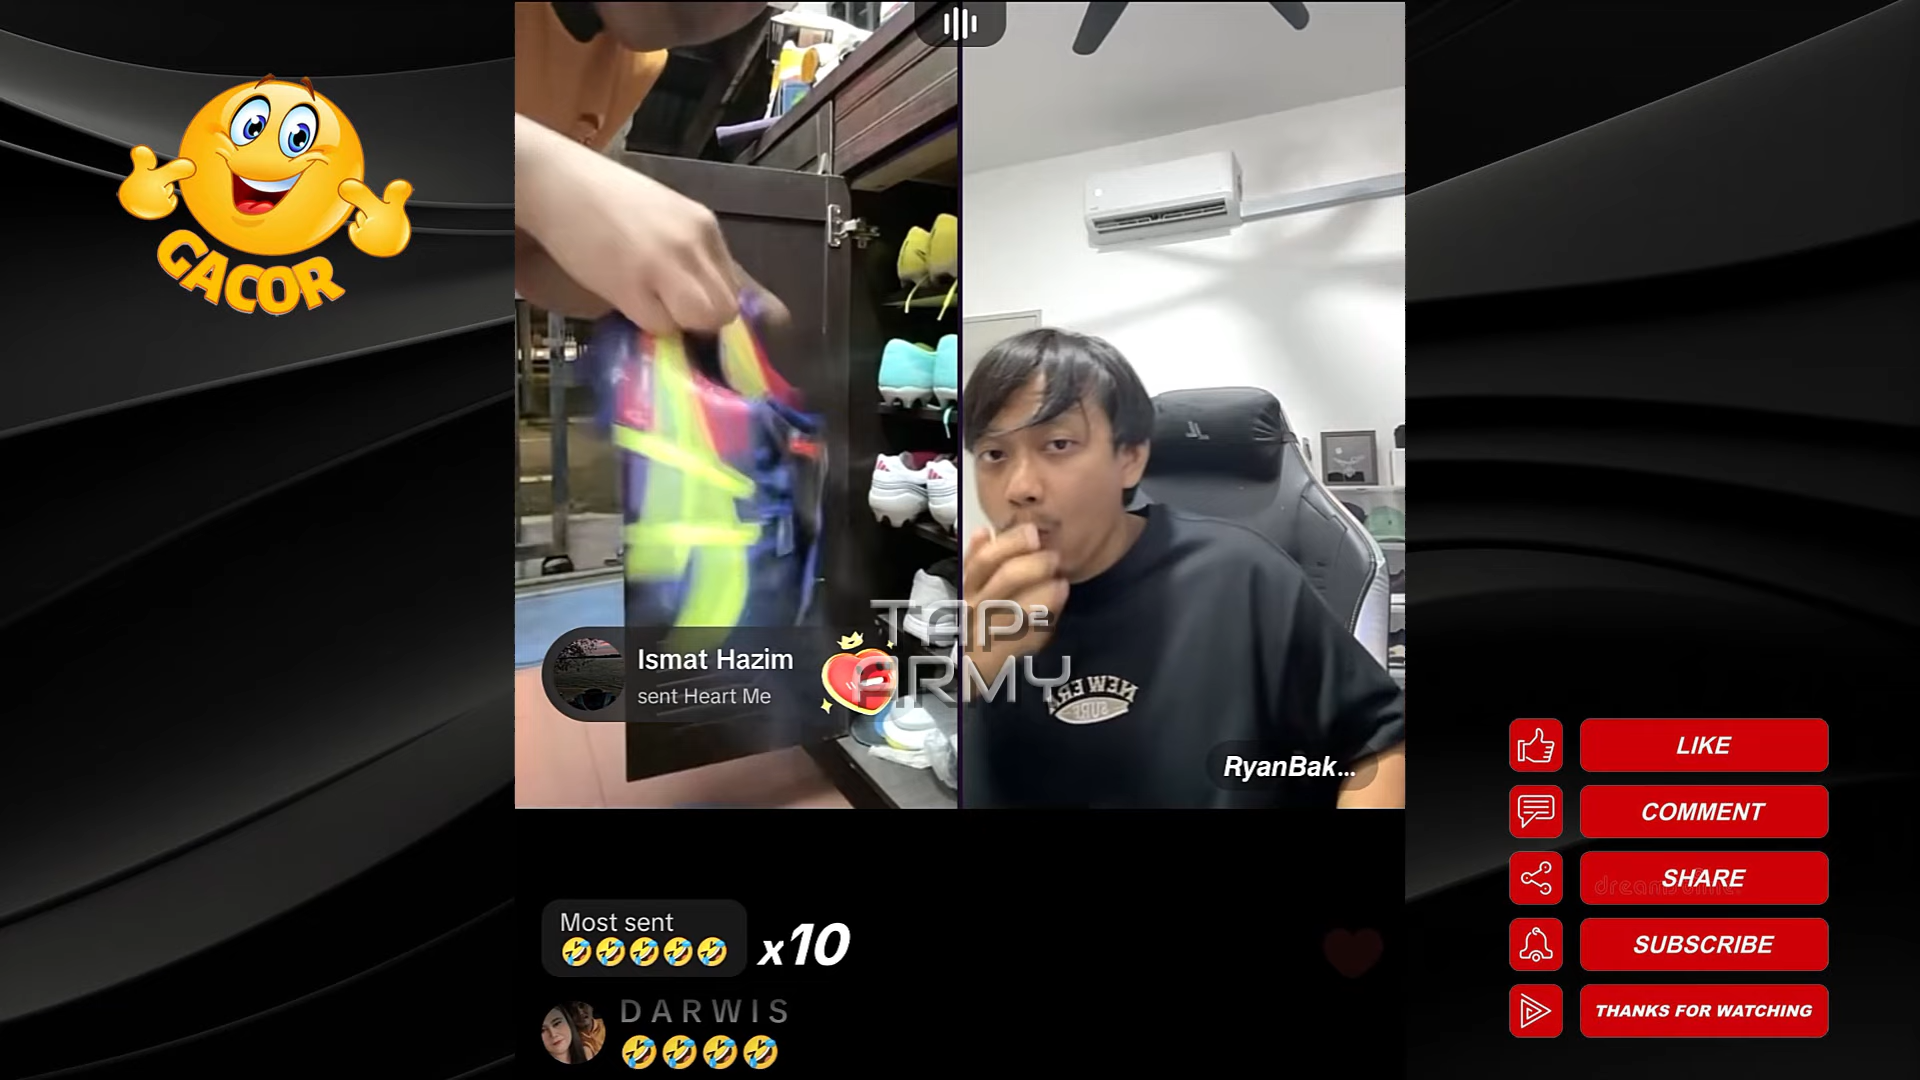 GACOR
Ismat Hazim
sent Heart Me
TAP²
ARMY
NEW ERA
SURF
RyanBak...
Most sent
🤣🤣🤣🤣🤣
x10
DARWIS
🤣🤣🤣🤣
LIKE
COMMENT
SHARE
SUBSCRIBE
THANKS FOR WATCHING